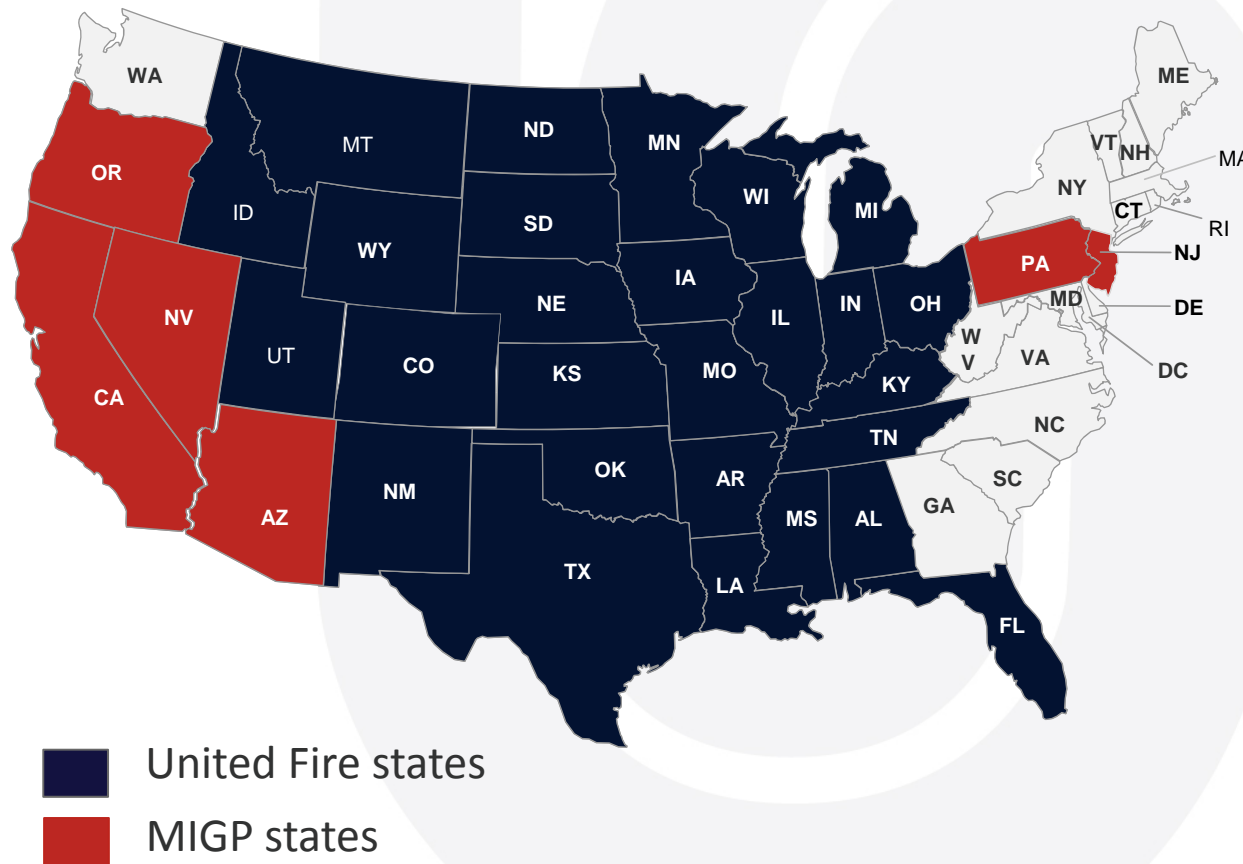 WA
ME
MT
ND
MN
VT
NH
MA
OR
WI
NY
ID
SD
MI
CT
RI
WY
NJ
PA
IA
NE
MD
NV
OH
DE
IL
IN
UT
W
V
VA
CO
KS
MO
DC
KY
CA
NC
TN
OK
AR
SC
NM
GA
AZ
MS
AL
TX
LA
FL
United Fire states
MIGP states